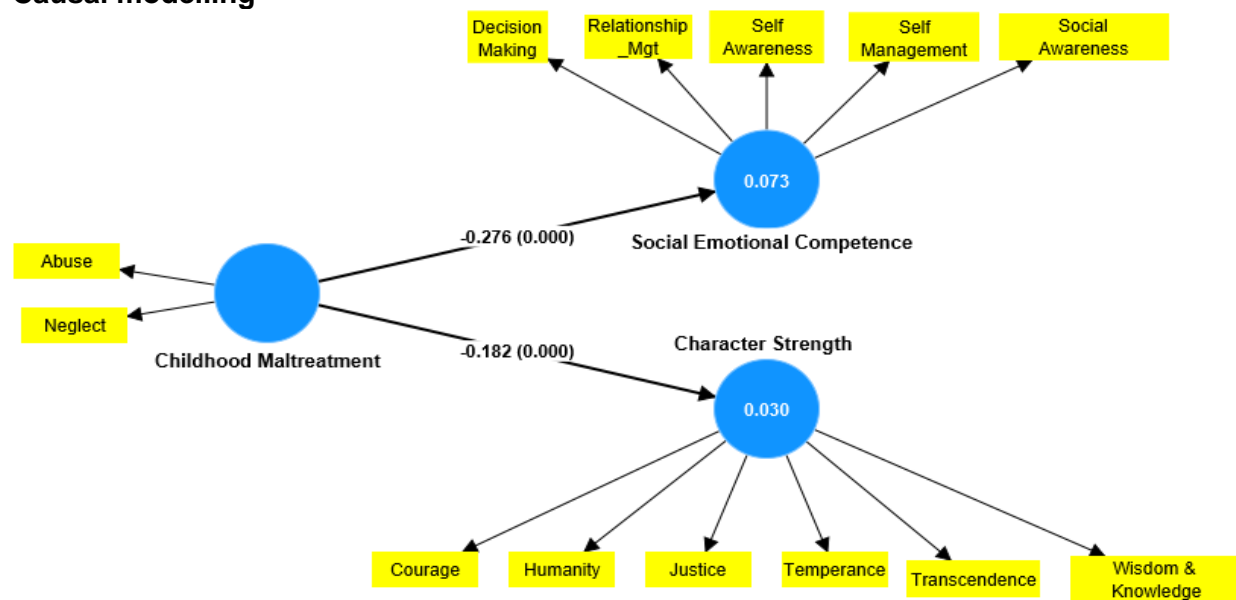 Causal modelling
Decision
Making
Relationship
_Mgt
Self
Awareness
Self
Management
Social
Awareness
0.073
Social Emotional Competence
-0.276 (0.000)
Abuse
Neglect
Childhood Maltreatment
-0.182 (0.000)
Character Strength
0.030
Courage
Humanity
Justice
Temperance
Transcendence
Wisdom &
Knowledge